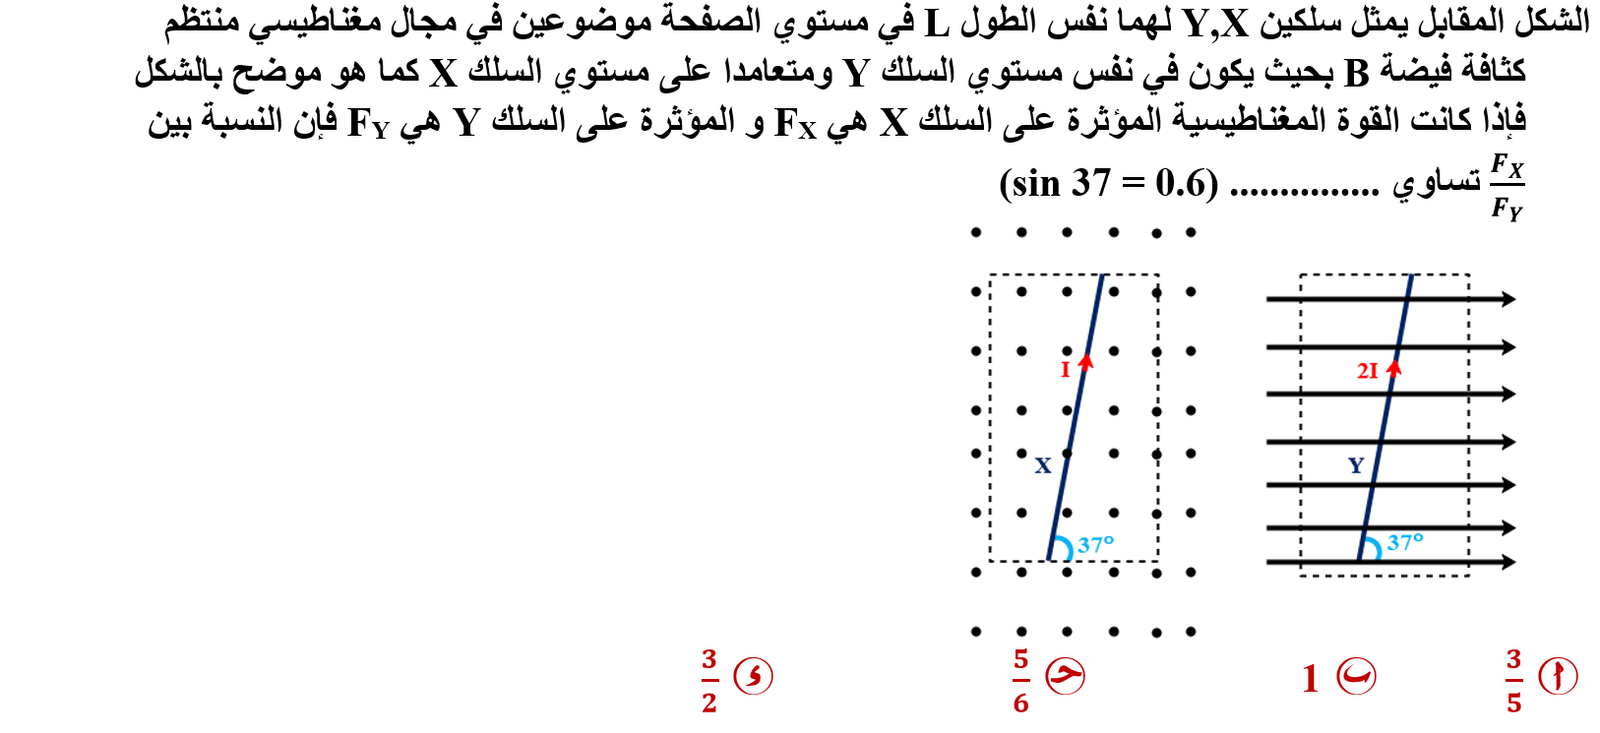 الشكل المقابل يمثل سلكين Y,X لهما نفس الطول L في مستوي الصفحة موضوعين في مجال مغناطيسي منتظم
كثافة فيضة B بحيث يكون في نفس مستوي السلك Y ومتعامدا على مستوي السلك X كما هو موضح بالشكل
فإذا كانت القوة المغناطيسية المؤثرة على السلك X هي FX و المؤثرة على السلك Y هي FY فإن النسبة بين
FX/FY تساوي ............... (sin 37 = 0.6)
I
2I
X
Y
37°
37°
أ 3/5
ب 1
جـ 5/6
د 3/2